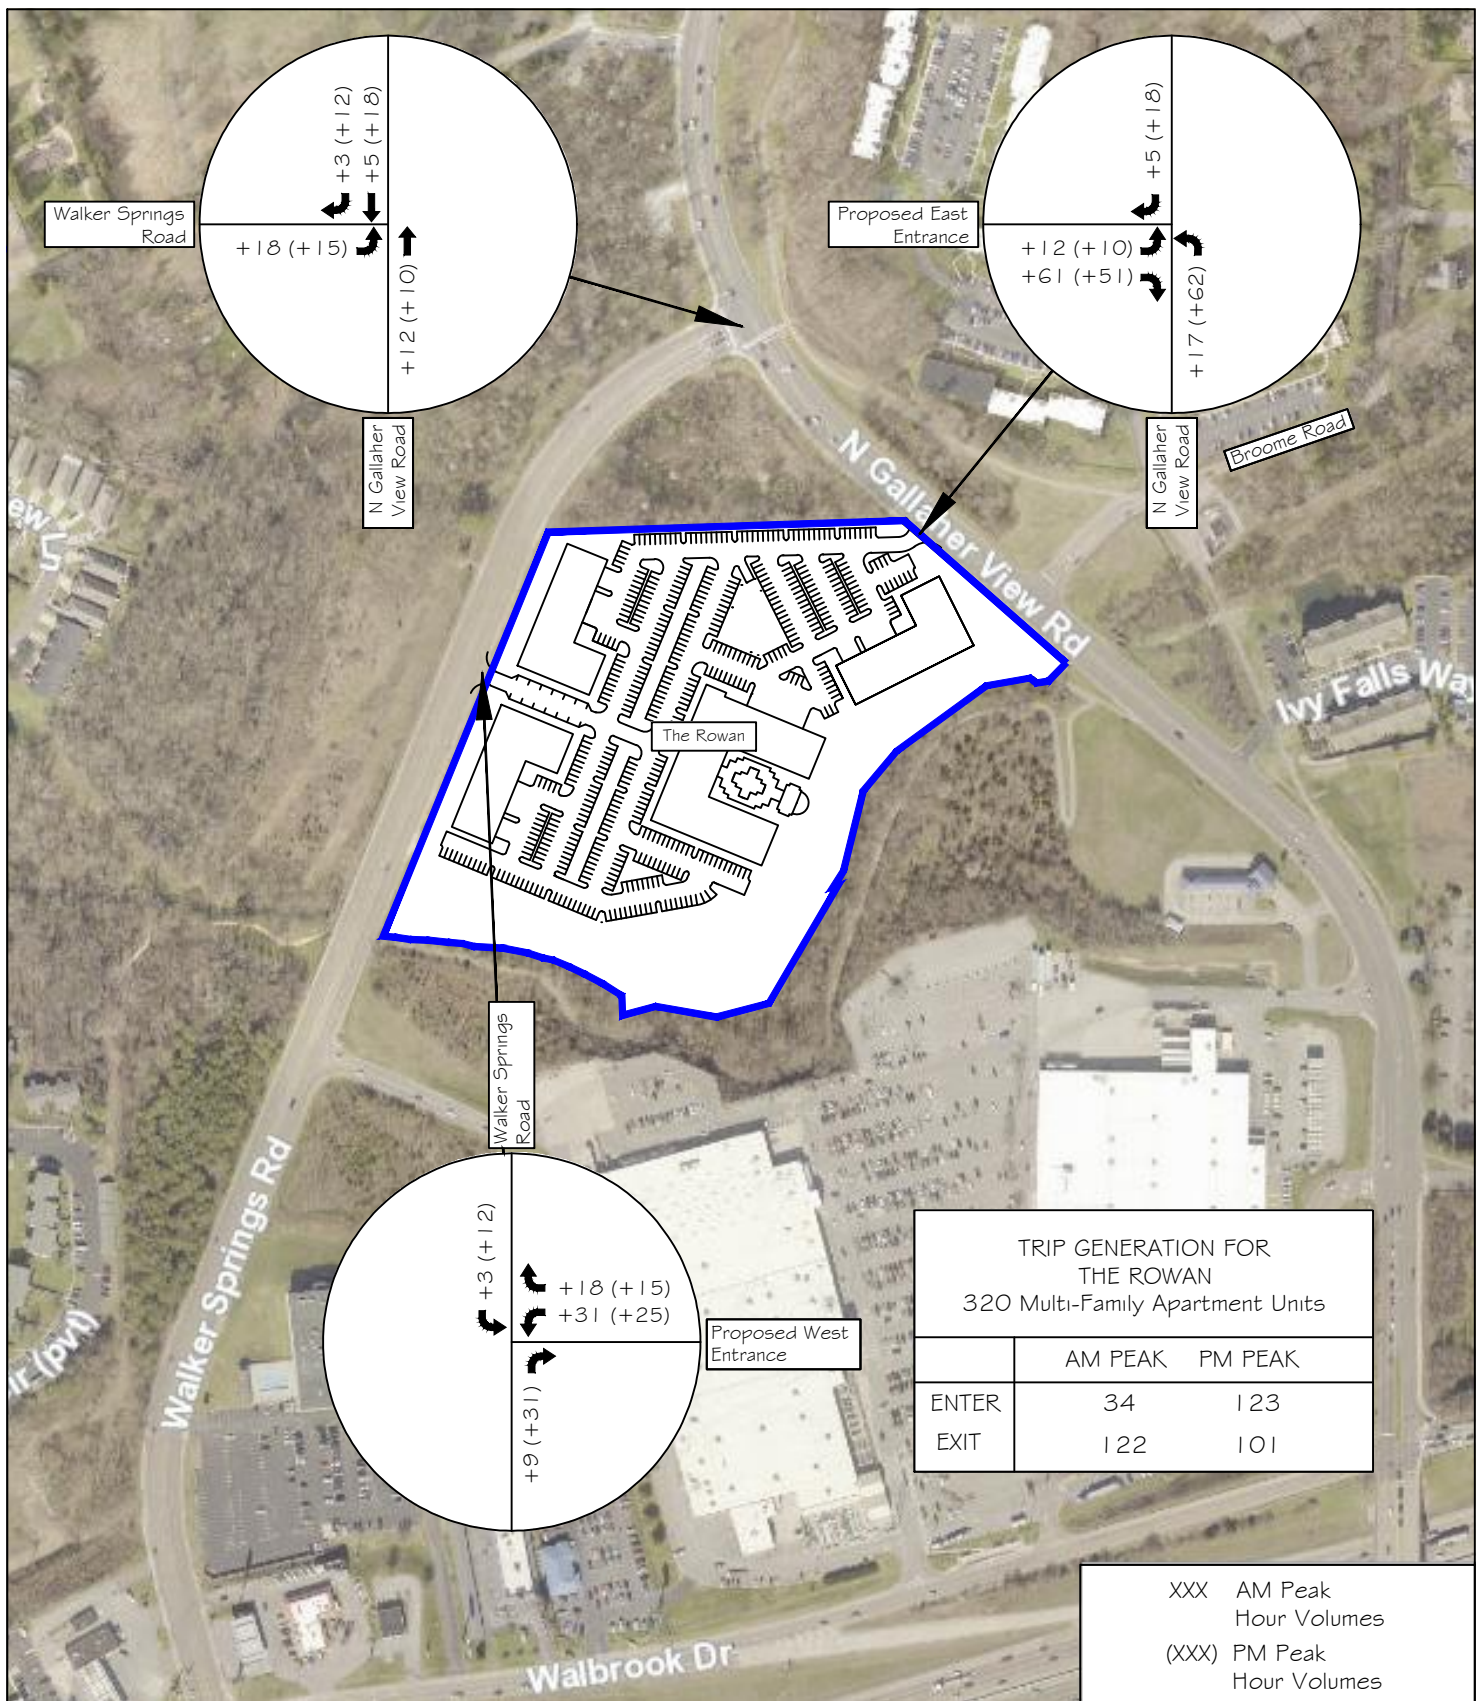 +3 (+12)
+5 (+18)
Walker Springs
Road
+18 (+15)
+12 (+10)
N Gallaher
View Road
+5 (+18)
Proposed East
Entrance
+12 (+10)
+61 (+51)
+17 (+62)
N Gallaher
View Road
Broome Road
N Gallaher View Rd
Ivy Falls Way
ew Ln
The Rowan
Walker Springs
Road
Walker Springs Rd
ir (pvt)
+3 (+12)
+18 (+15)
+31 (+25)
Proposed West
Entrance
+9 (+31)
TRIP GENERATION FOR
THE ROWAN
320 Multi-Family Apartment Units
AM PEAK PM PEAK
ENTER 34 123
EXIT 122 101
XXX AM Peak
Hour Volumes
(XXX) PM Peak
Hour Volumes
Walbrook Dr